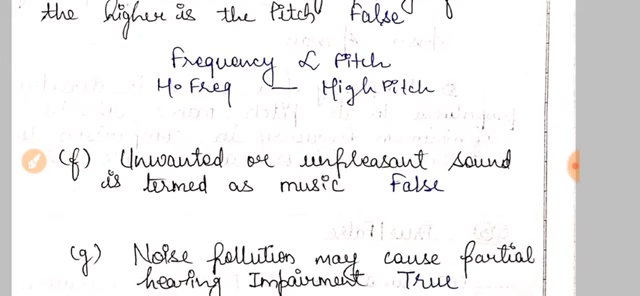 the higher is the Pitch False
Frequency ∝ Pitch
Ho Freq — High Pitch
(f) Unwanted or unpleasant sound
is termed as music False
(g) Noise Pollution may cause partial
hearing Impairment True